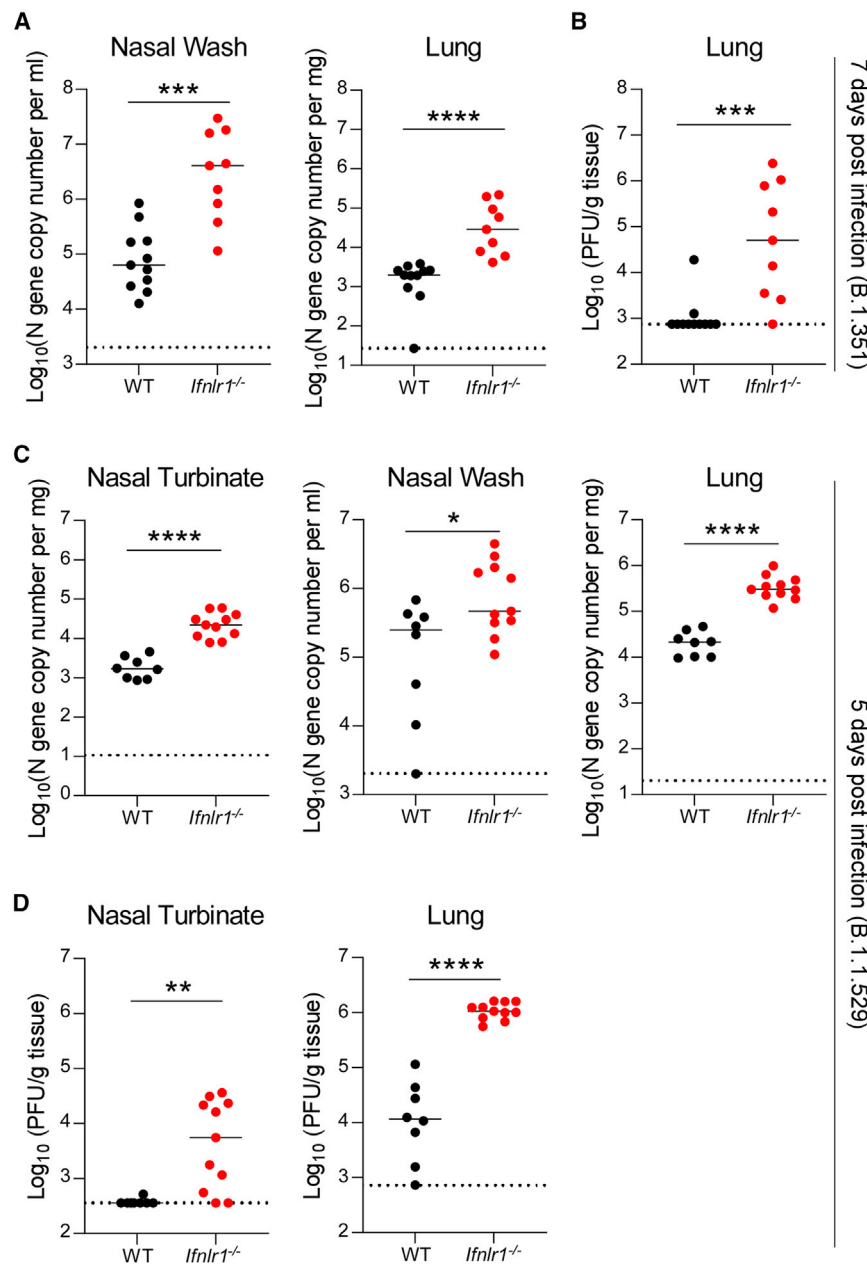 A
Nasal Wash
Log10(N gene copy number per ml)
8
7
6
5
4
3
***
WT
Ifnlr1-/-
Lung
Log10(N gene copy number per mg)
8
7
6
5
4
3
2
1
****
WT
Ifnlr1-/-
B
Lung
Log10 (PFU/g tissue)
8
7
6
5
4
3
2
***
WT
Ifnlr1-/-
7 days post infection (B.1.351)
C
Nasal Turbinate
Log10(N gene copy number per mg)
7
6
5
4
3
2
1
0
****
WT
Ifnlr1-/-
Nasal Wash
Log10(N gene copy number per ml)
7
6
5
4
3
*
WT
Ifnlr1-/-
Lung
Log10(N gene copy number per mg)
7
6
5
4
3
2
1
****
WT
Ifnlr1-/-
5 days post infection (B.1.1.529)
D
Nasal Turbinate
Log10 (PFU/g tissue)
7
6
5
4
3
2
**
WT
Ifnlr1-/-
Lung
Log10 (PFU/g tissue)
7
6
5
4
3
2
****
WT
Ifnlr1-/-